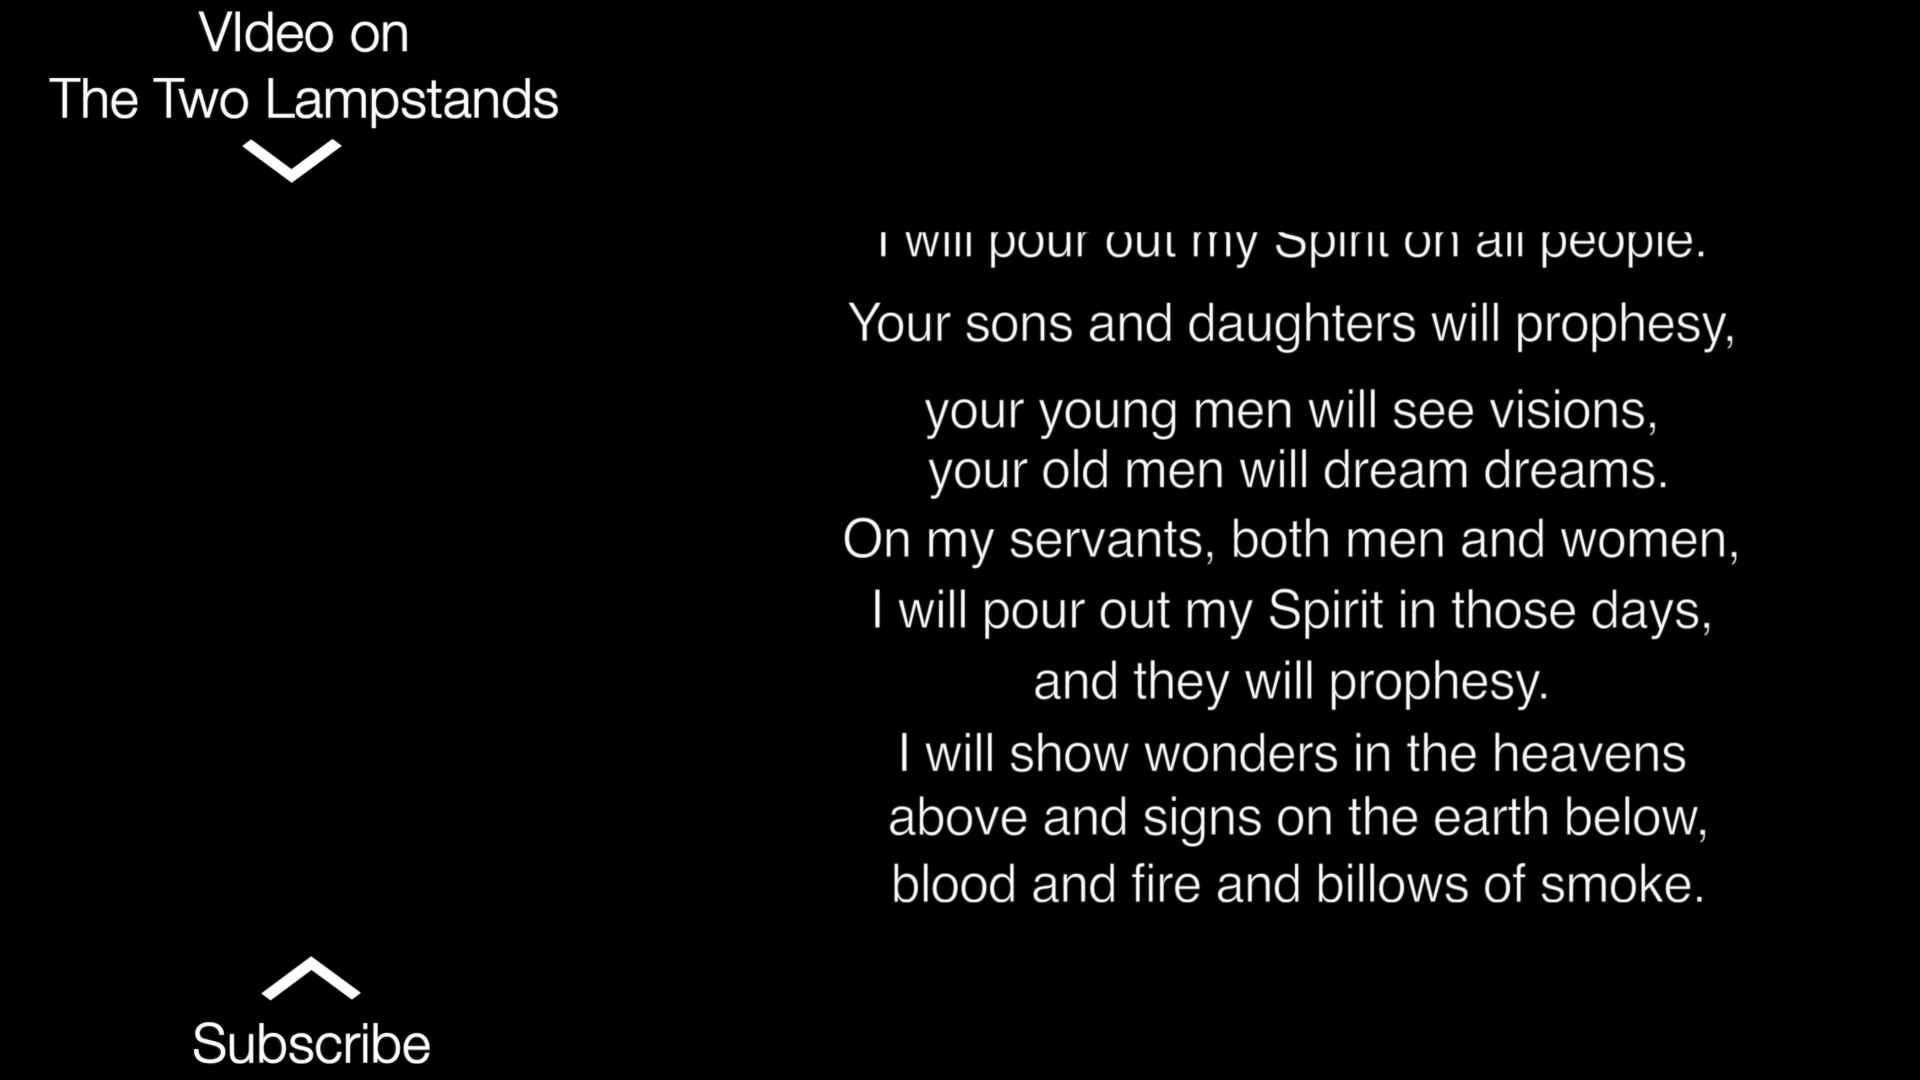 VIdeo on
The Two Lampstands
I will pour out my Spirit on all people.
Your sons and daughters will prophesy,
your young men will see visions,
your old men will dream dreams.
On my servants, both men and women,
I will pour out my Spirit in those days,
and they will prophesy.
I will show wonders in the heavens
above and signs on the earth below,
blood and fire and billows of smoke.
Subscribe